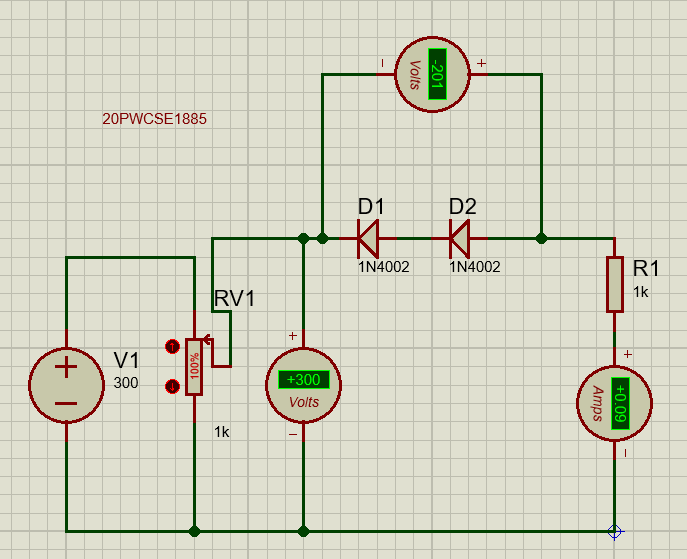 -201
Volts
− +
20PWCSE1885
D1
D2
1N4002
1N4002
RV1
R1
1k
V1
300
100%
1k
+
+300
Volts
−
+
+0.09
Amps
−